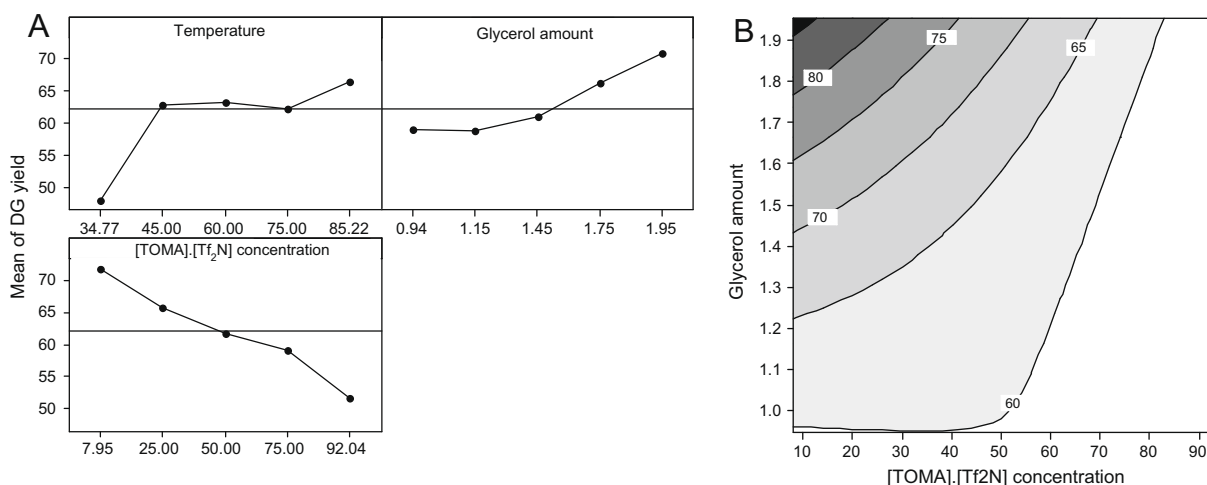 A
Temperature
Glycerol amount
Mean of DG yield
70
65
60
55
50
34.77 45.00 60.00 75.00 85.22
0.94 1.15 1.45 1.75 1.95
[TOMA].[Tf2N] concentration
70
65
60
55
50
7.95 25.00 50.00 75.00 92.04
B
Glycerol amount
1.9
1.8
1.7
1.6
1.5
1.4
1.3
1.2
1.1
1.0
75
65
80
70
60
10 20 30 40 50 60 70 80 90
[TOMA].[Tf2N] concentration